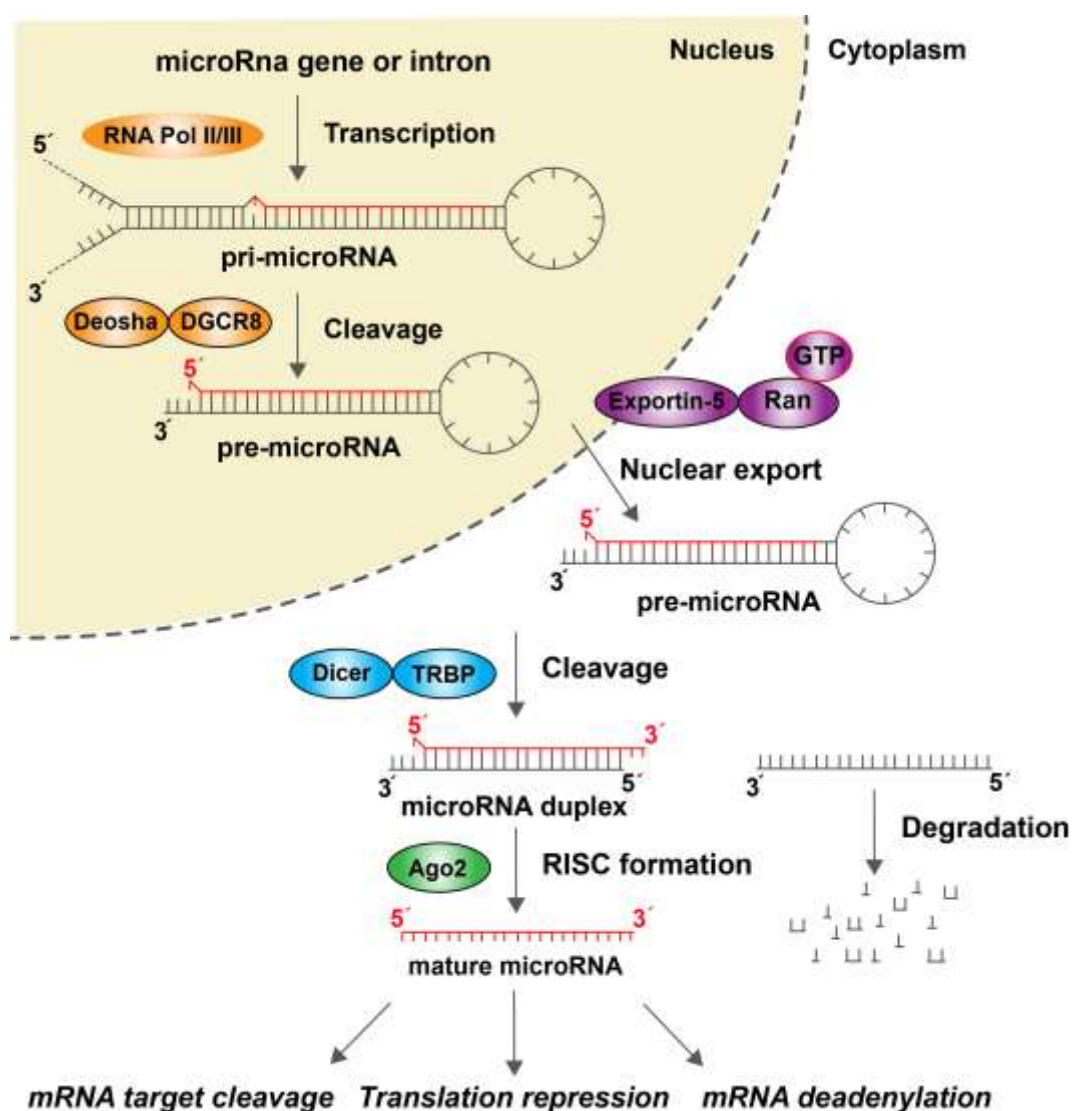 microRna gene or intron
Nucleus
Cytoplasm
RNA Pol II/III
Transcription
5´
3´
pri-microRNA
Deosha
DGCR8
Cleavage
5´
3´
pre-microRNA
GTP
Exportin-5
Ran
Nuclear export
5´
3´
pre-microRNA
Dicer
TRBP
Cleavage
5´
3´
3´
5´
microRNA duplex
3´
5´
Degradation
Ago2
RISC formation
5´
3´
mature microRNA
mRNA target cleavage
Translation repression
mRNA deadenylation